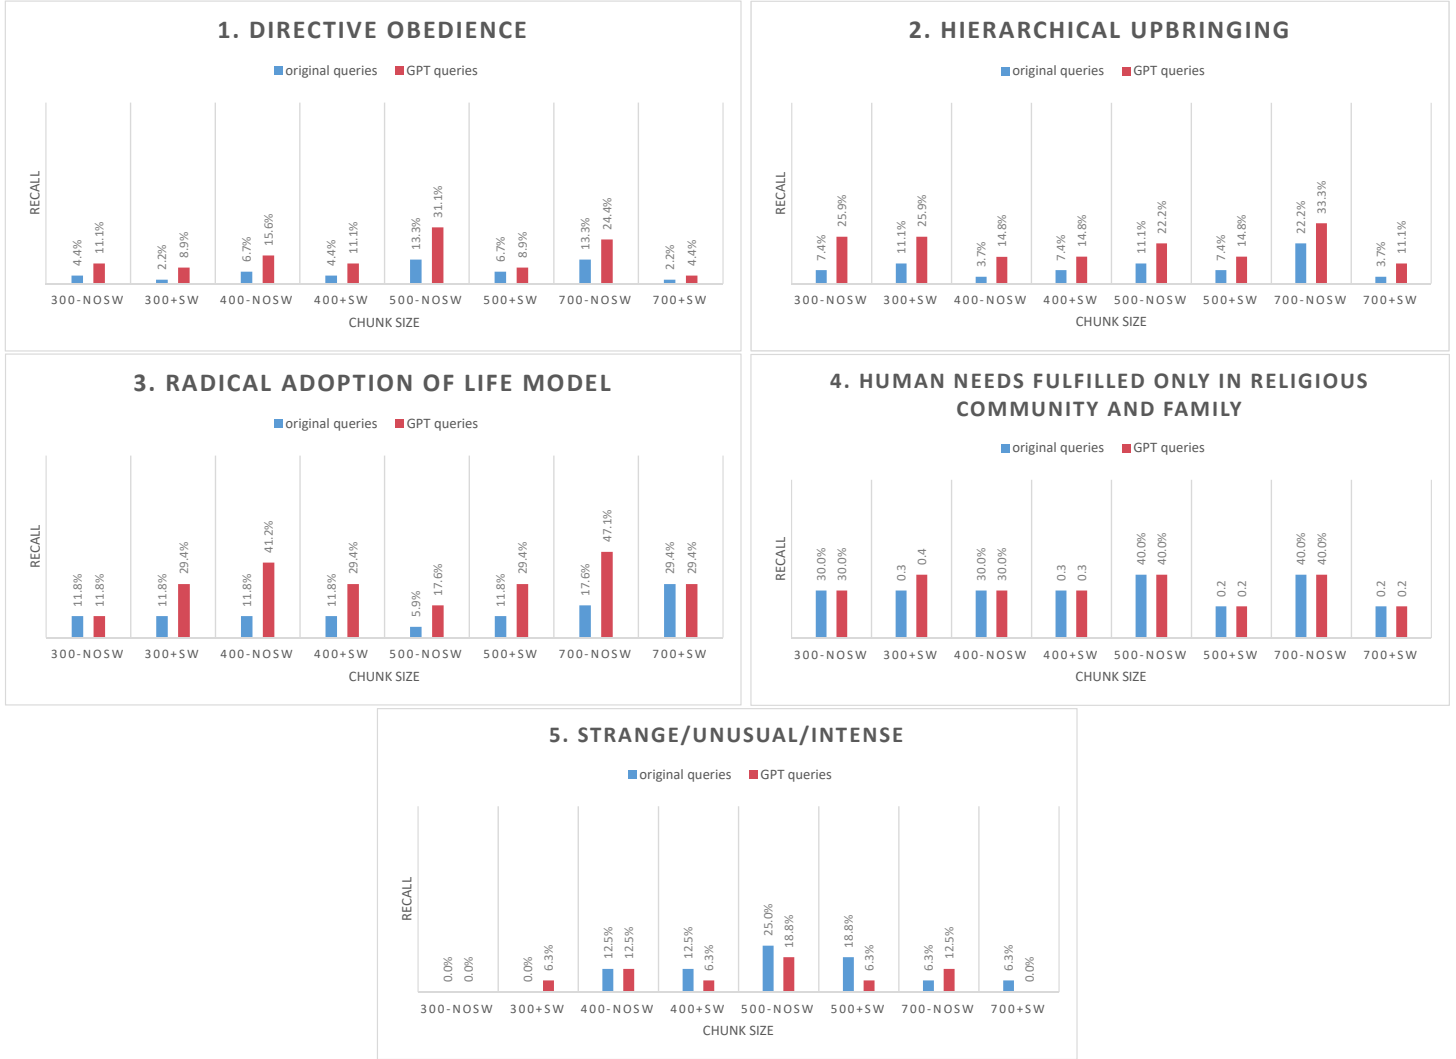 1. DIRECTIVE OBEDIENCE
original queries GPT queries
RECALL
4.4% 11.1% 2.2% 8.9% 6.7% 15.6% 4.4% 11.1% 13.3% 31.1% 6.7% 8.9% 13.3% 24.4% 2.2% 4.4%
300-NOSW 300+SW 400-NOSW 400+SW 500-NOSW 500+SW 700-NOSW 700+SW
CHUNK SIZE
2. HIERARCHICAL UPBRINGING
original queries GPT queries
RECALL
7.4% 25.9% 11.1% 25.9% 3.7% 14.8% 7.4% 14.8% 11.1% 22.2% 7.4% 14.8% 22.2% 33.3% 3.7% 11.1%
300-NOSW 300+SW 400-NOSW 400+SW 500-NOSW 500+SW 700-NOSW 700+SW
CHUNK SIZE
3. RADICAL ADOPTION OF LIFE MODEL
original queries GPT queries
RECALL
11.8% 11.8% 11.8% 29.4% 11.8% 41.2% 11.8% 29.4% 5.9% 17.6% 11.8% 29.4% 17.6% 47.1% 29.4% 29.4%
300-NOSW 300+SW 400-NOSW 400+SW 500-NOSW 500+SW 700-NOSW 700+SW
CHUNK SIZE
4. HUMAN NEEDS FULFILLED ONLY IN RELIGIOUS
COMMUNITY AND FAMILY
original queries GPT queries
RECALL
30.0% 30.0% 0.3 0.4 30.0% 30.0% 0.3 0.3 40.0% 40.0% 0.2 0.2 40.0% 40.0% 0.2 0.2
300-NOSW 300+SW 400-NOSW 400+SW 500-NOSW 500+SW 700-NOSW 700+SW
CHUNK SIZE
5. STRANGE/UNUSUAL/INTENSE
original queries GPT queries
RECALL
0.0% 0.0% 0.0% 6.3% 12.5% 12.5% 12.5% 6.3% 25.0% 18.8% 18.8% 6.3% 6.3% 12.5% 6.3% 0.0%
300-NOSW 300+SW 400-NOSW 400+SW 500-NOSW 500+SW 700-NOSW 700+SW
CHUNK SIZE